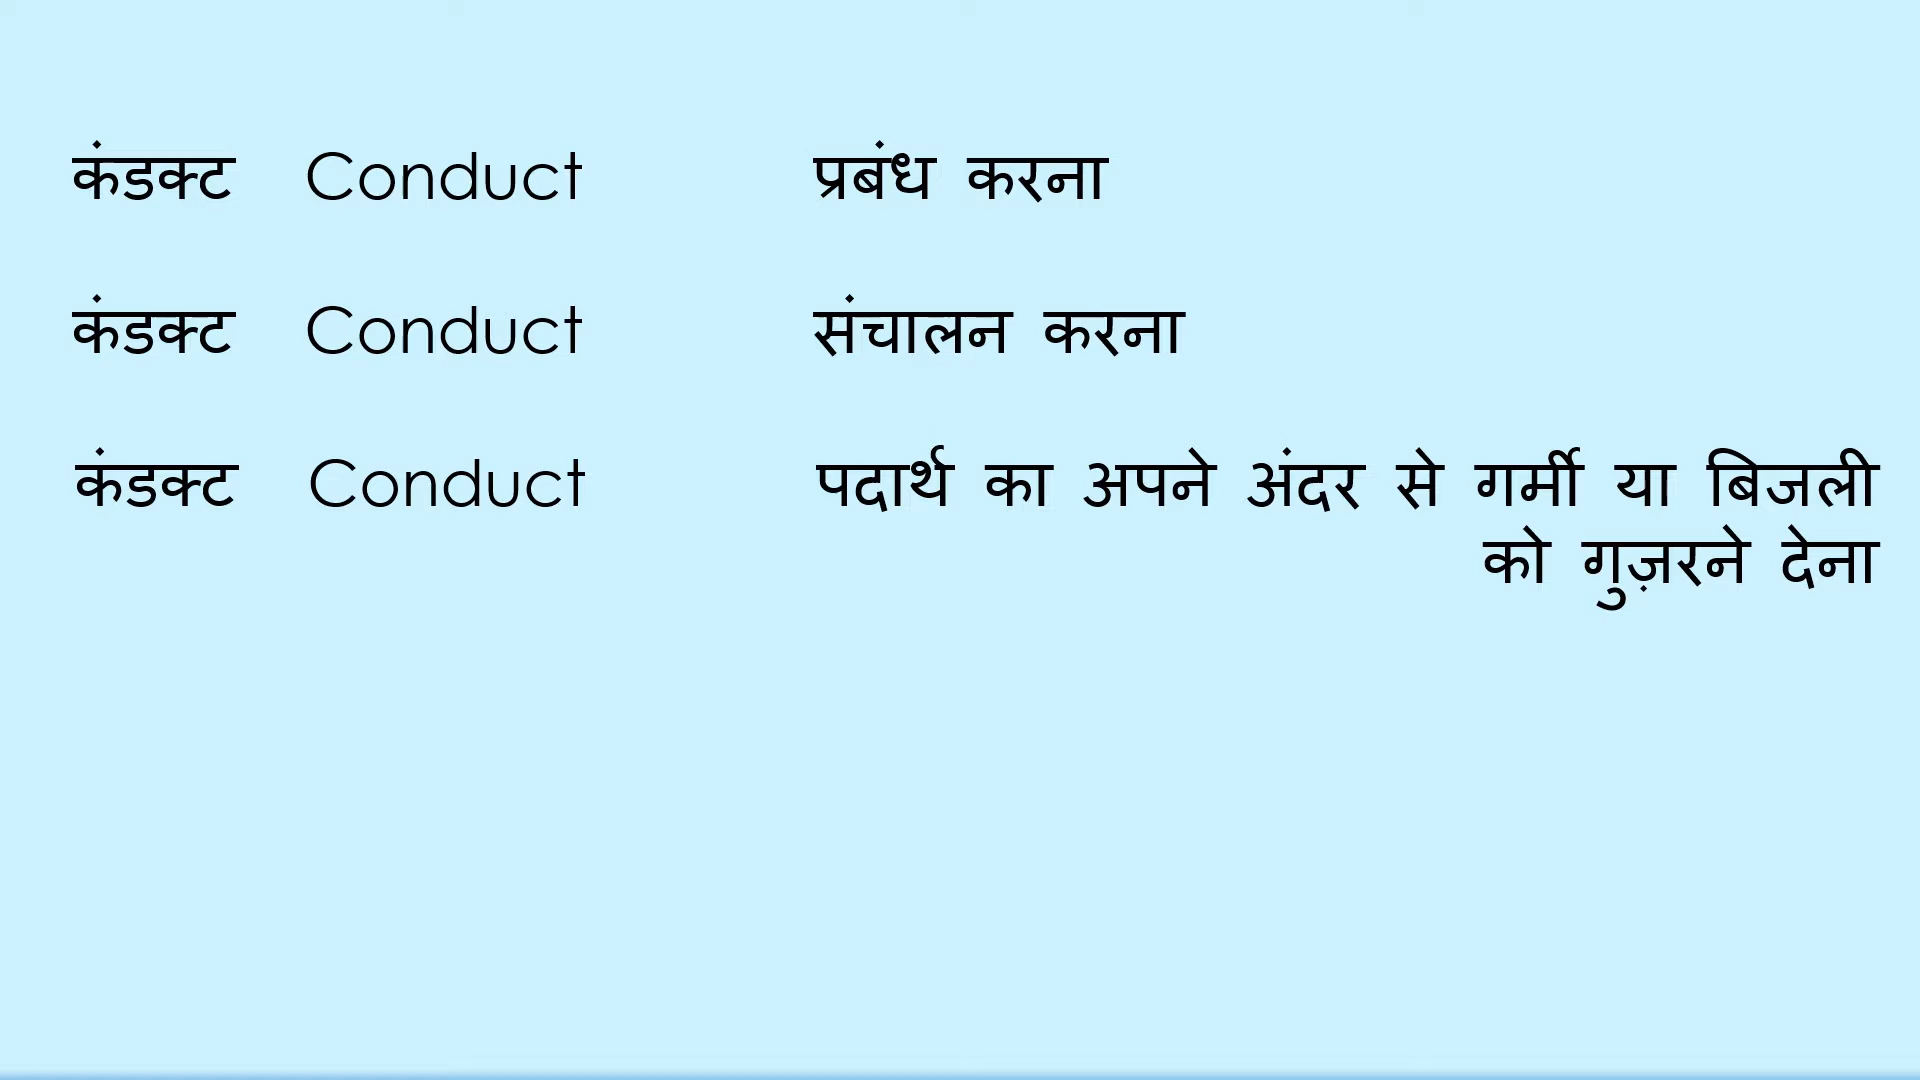 कंडक्ट Conduct प्रबंध करना
कंडक्ट Conduct संचालन करना
कंडक्ट Conduct पदार्थ का अपने अंदर से गर्मी या बिजली
को गुज़रने देना